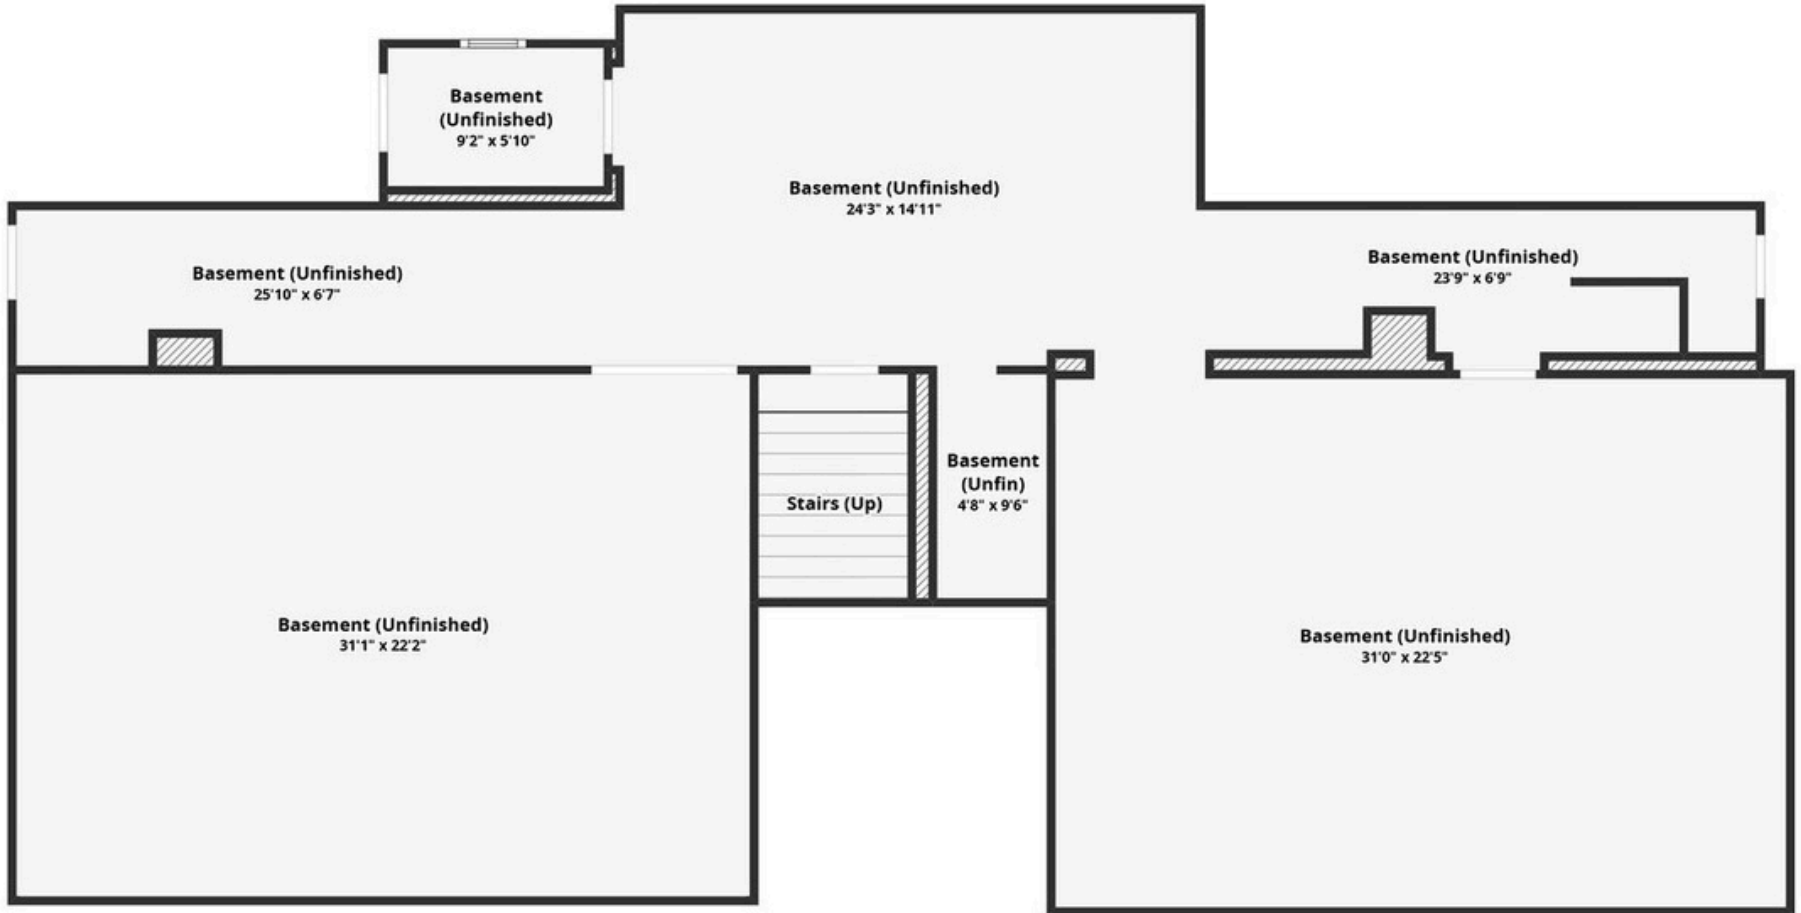 Basement
(Unfinished)
9'2" x 5'10"
Basement (Unfinished)
24'3" x 14'11"
Basement (Unfinished)
25'10" x 6'7"
Basement (Unfinished)
23'9" x 6'9"
Basement
(Unfin)
4'8" x 9'6"
Stairs (Up)
Basement (Unfinished)
31'1" x 22'2"
Basement (Unfinished)
31'0" x 22'5"